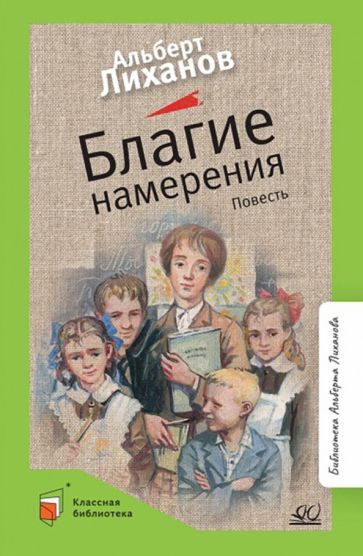 Альберт
Лиханов
Благие
намерения
Повесть
Библиотека Альберта Лиханова
Классная
библиотека